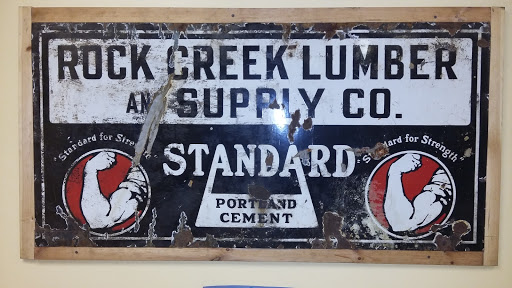 ROCK CREEK LUMBER
AND SUPPLY CO.
"Standard for Strength"
STANDARD
PORTLAND
CEMENT
"Standard for Strength"